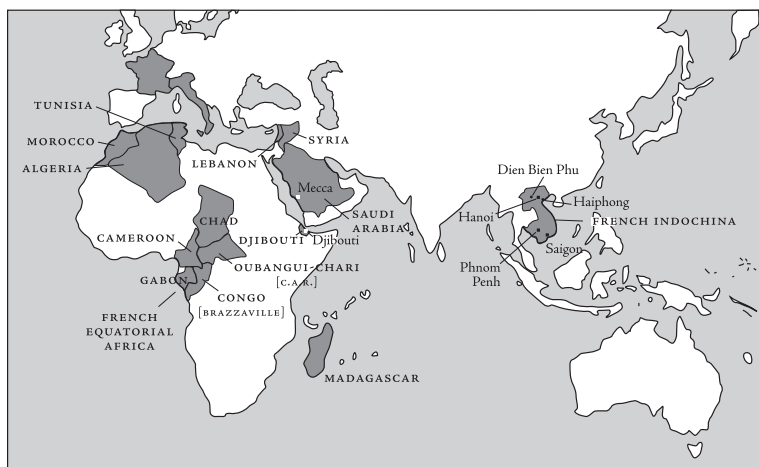 TUNISIA
MOROCCO
ALGERIA
SYRIA
LEBANON
Mecca
SAUDI
ARABIA
CHAD
CAMEROON
DJIBOUTI
Djibouti
OUBANGUI-CHARI
[C.A.R.]
GABON
CONGO
[BRAZZAVILLE]
FRENCH
EQUATORIAL
AFRICA
MADAGASCAR
Dien Bien Phu
Hanoi
Haiphong
FRENCH INDOCHINA
Saigon
Phnom
Penh